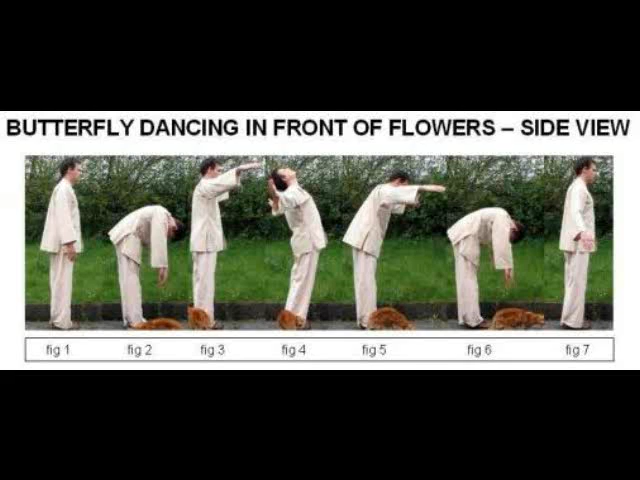 BUTTERFLY DANCING IN FRONT OF FLOWERS – SIDE VIEW
fig 1 fig 2 fig 3 fig 4 fig 5 fig 6 fig 7